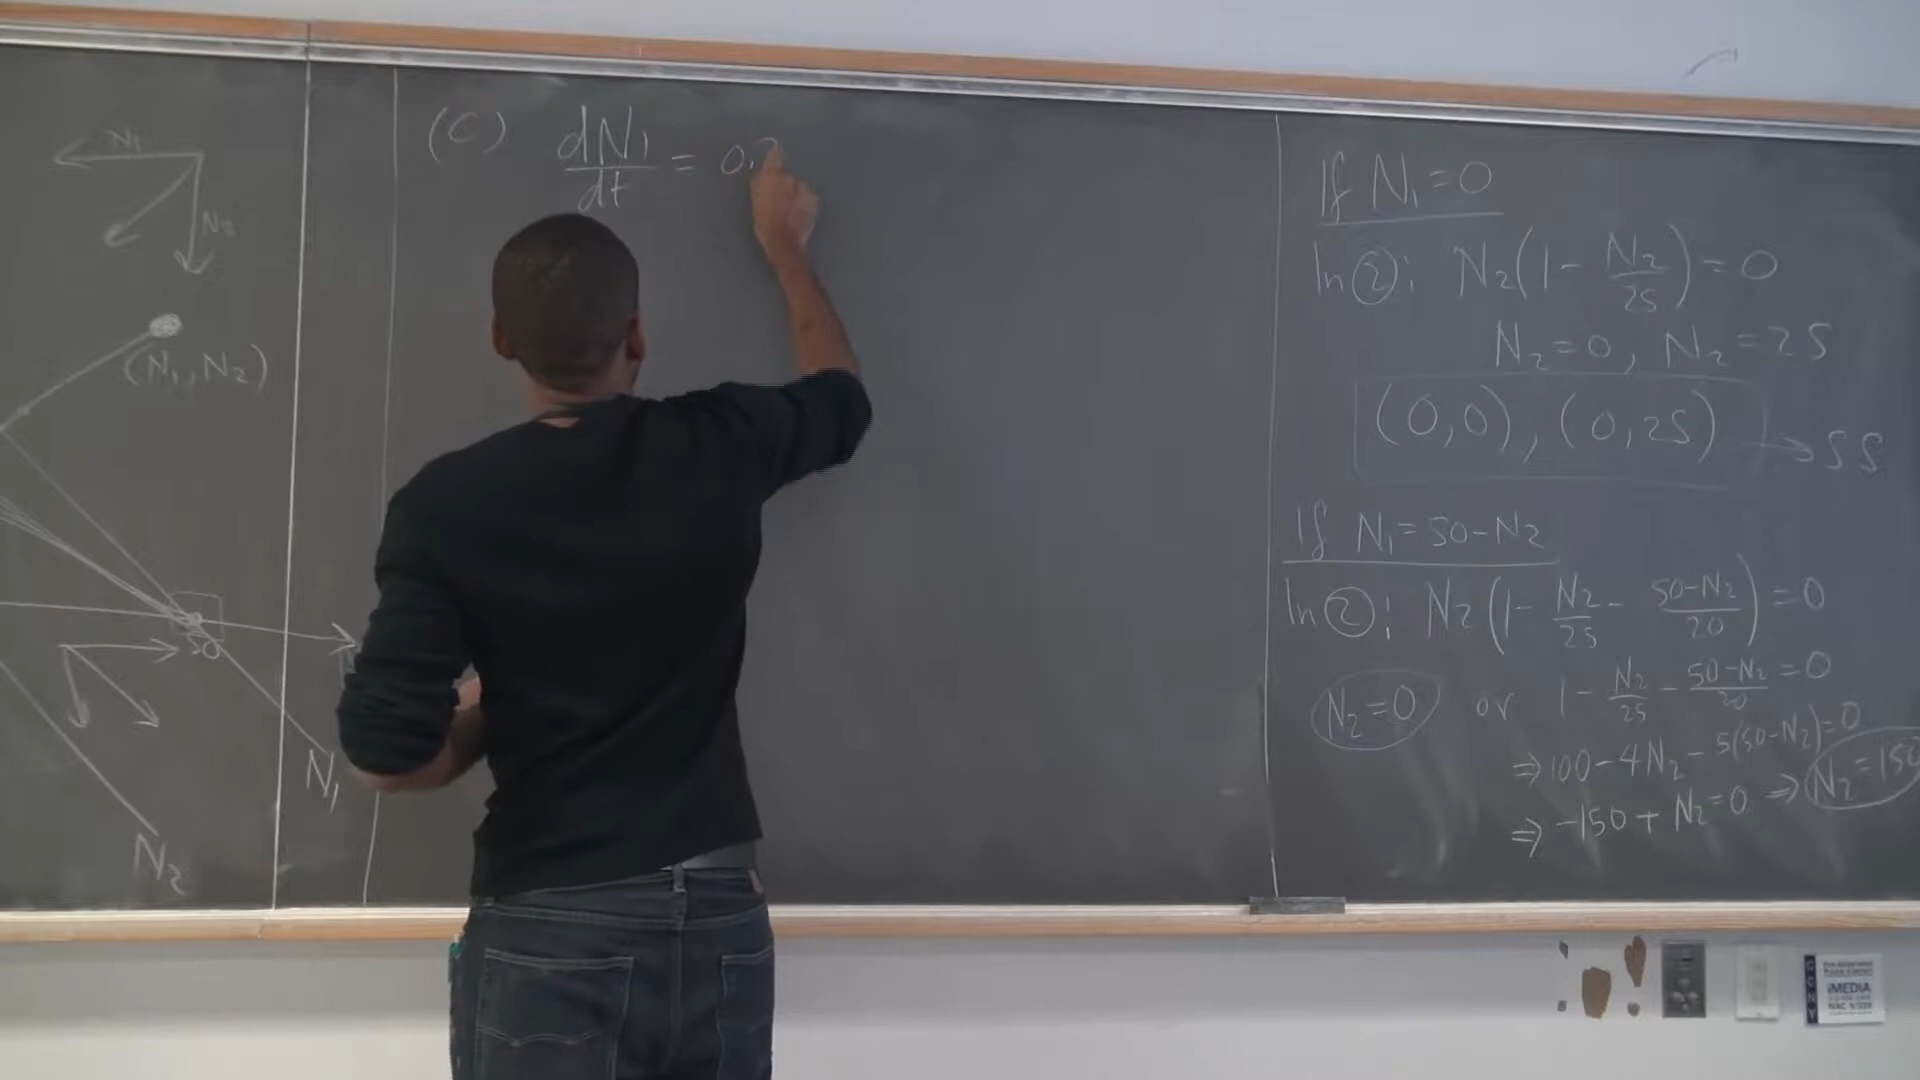 N₁
N₂
(N₁, N₂)
50
N₁
N₂
(C) dN₁/dt = 0.
If N₁=0
In ②: N₂(1 - N₂/25) = 0
N₂=0, N₂=25
(0,0), (0,25) → SS
If N₁=50-N₂
In ②: N₂(1 - N₂/25 - 50-N₂/20) = 0
N₂=0 or 1 - N₂/25 - 50-N₂/20 = 0
⇒ 100-4N₂-5(50-N₂)=0
⇒ -150+N₂=0 ⇒ N₂=150
iMEDIA
CCNY